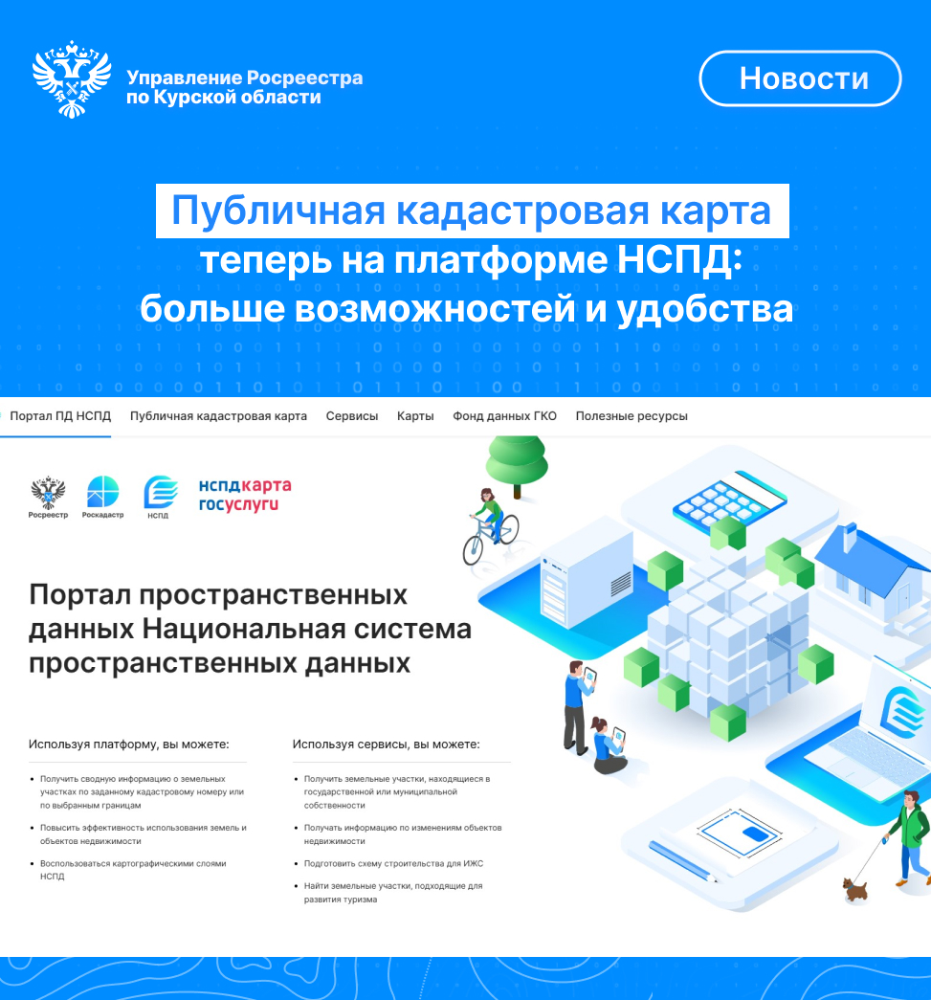 Управление Росреестра
по Курской области
Новости
Публичная кадастровая карта
теперь на платформе НСПД:
больше возможностей и удобства
Портал ПД НСПД Публичная кадастровая карта Сервисы Карты Фонд данных ГКО Полезные ресурсы
Росреестр Роскадастр НСПД
нспдкарта
госуслуги
Портал пространственных
данных Национальная система
пространственных данных
Используя платформу, вы можете:
Получить сводную информацию о земельных
участках по заданному кадастровому номеру или
по выбранным границам
Повысить эффективность использования земель и
объектов недвижимости
Воспользоваться картографическими слоями
НСПД
Используя сервисы, вы можете:
Получить земельные участки, находящиеся в
государственной или муниципальной
собственности
Получать информацию по изменениям объектов
недвижимости
Подготовить схему строительства для ИЖС
Найти земельные участки, подходящие для
развития туризма